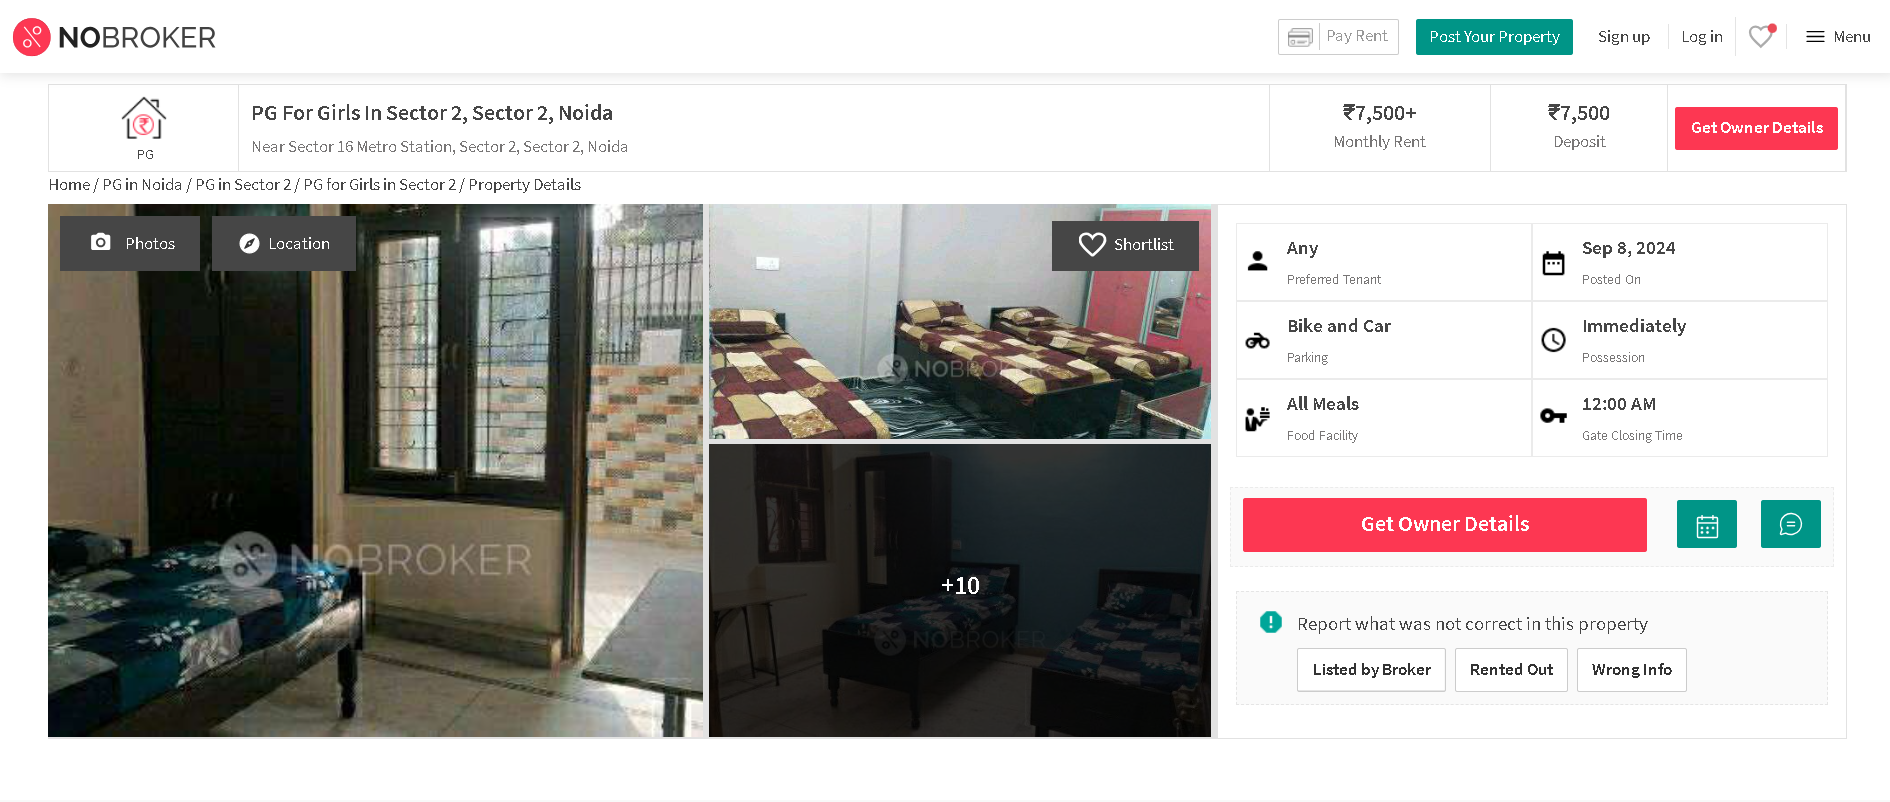 NOBROKER
Pay Rent
Post Your Property
Sign up
Log in
Menu
PG
PG For Girls In Sector 2, Sector 2, Noida
Near Sector 16 Metro Station, Sector 2, Sector 2, Noida
₹7,500+
Monthly Rent
₹7,500
Deposit
Get Owner Details
Home / PG in Noida / PG in Sector 2 / PG for Girls in Sector 2 / Property Details
Photos
Location
Shortlist
NOBROKER
NOBROKER
+10
NOBROKER
Any
Preferred Tenant
Sep 8, 2024
Posted On
Bike and Car
Parking
Immediately
Possession
All Meals
Food Facility
12:00 AM
Gate Closing Time
Get Owner Details
Report what was not correct in this property
Listed by Broker
Rented Out
Wrong Info